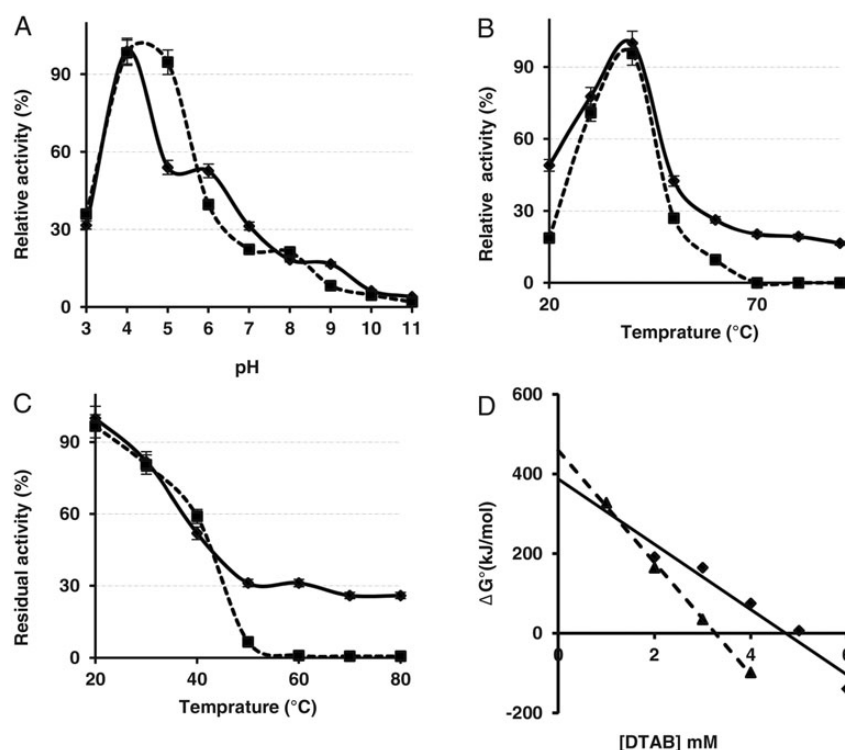 A
Relative activity (%)
90
60
30
0
3 4 5 6 7 8 9 10 11
pH
B
Relative activity (%)
90
60
30
0
20 70
Temprature (°C)
C
Residual activity (%)
90
60
30
0
20 40 60 80
Temprature (°C)
D
ΔG°(kJ/mol)
600
400
200
0
-200
0 2 4
[DTAB] mM